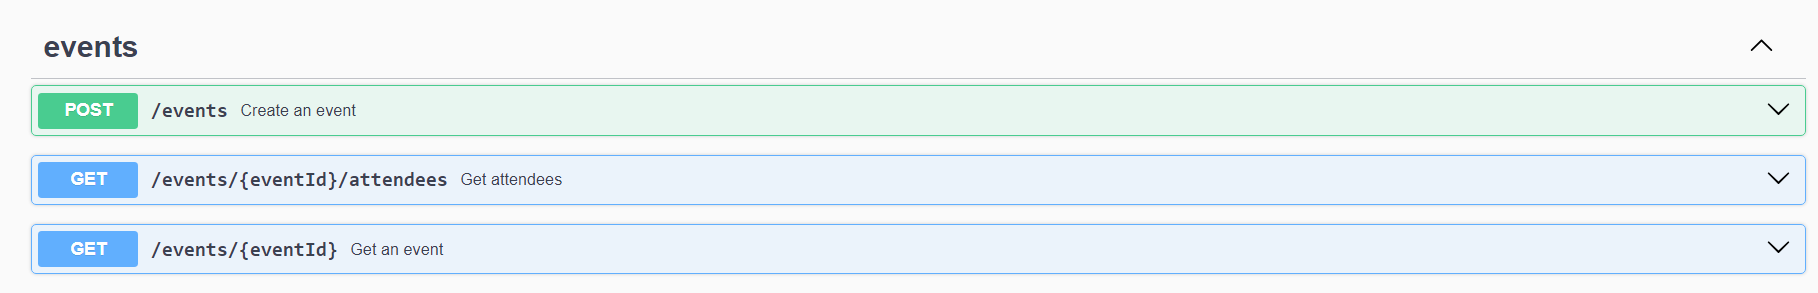 events
POST /events Create an event
GET /events/{eventId}/attendees Get attendees
GET /events/{eventId} Get an event